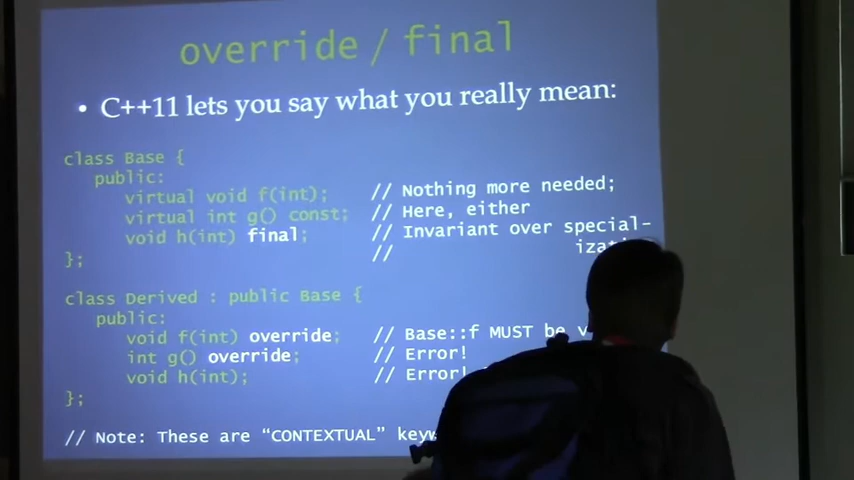 override / final
• C++11 lets you say what you really mean:
class Base {
public:
virtual void f(int); // Nothing more needed;
virtual int g() const; // Here, either
void h(int) final; // Invariant over special-
};  //
class Derived : public Base {
public:
void f(int) override; // Base::f MUST be
int g() override; // Error!
void h(int); // Error!
};
// Note: These are “CONTEXTUAL”